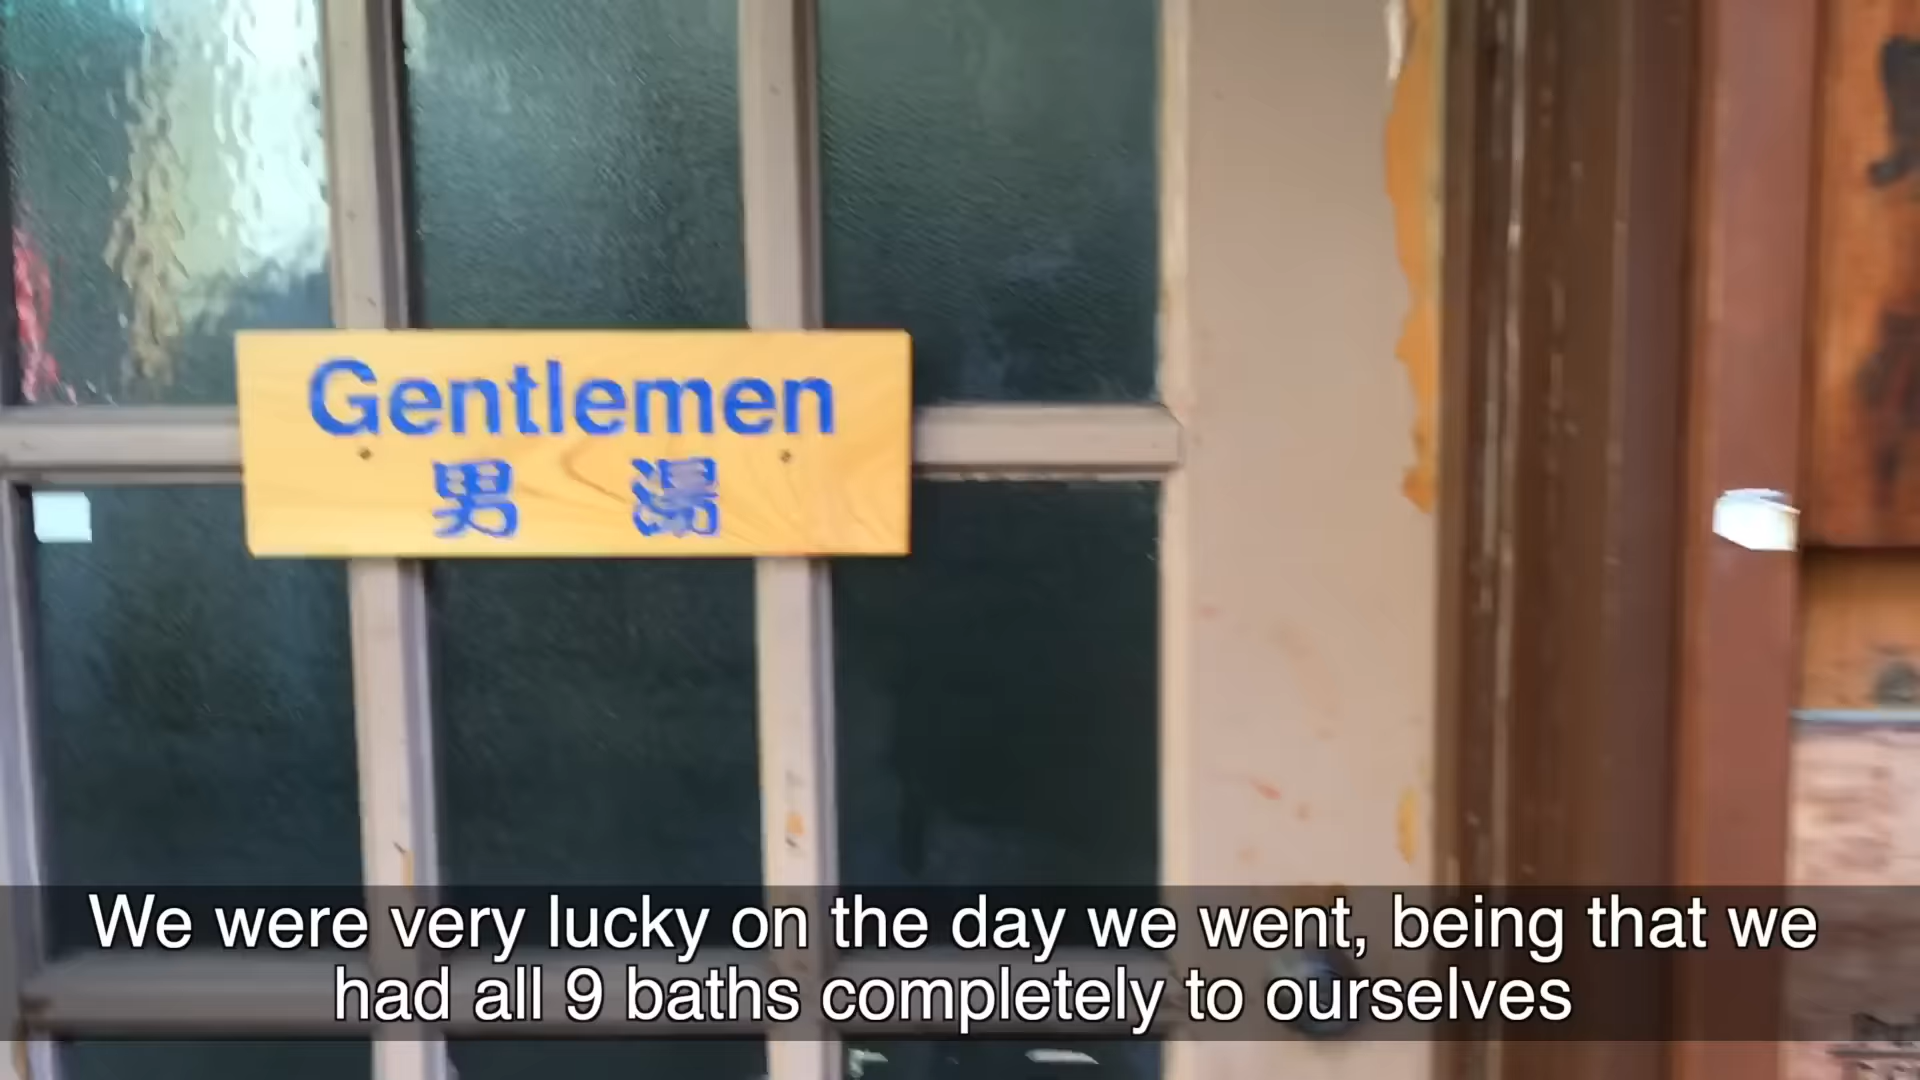 Gentlemen
男 湯
We were very lucky on the day we went, being that we
had all 9 baths completely to ourselves